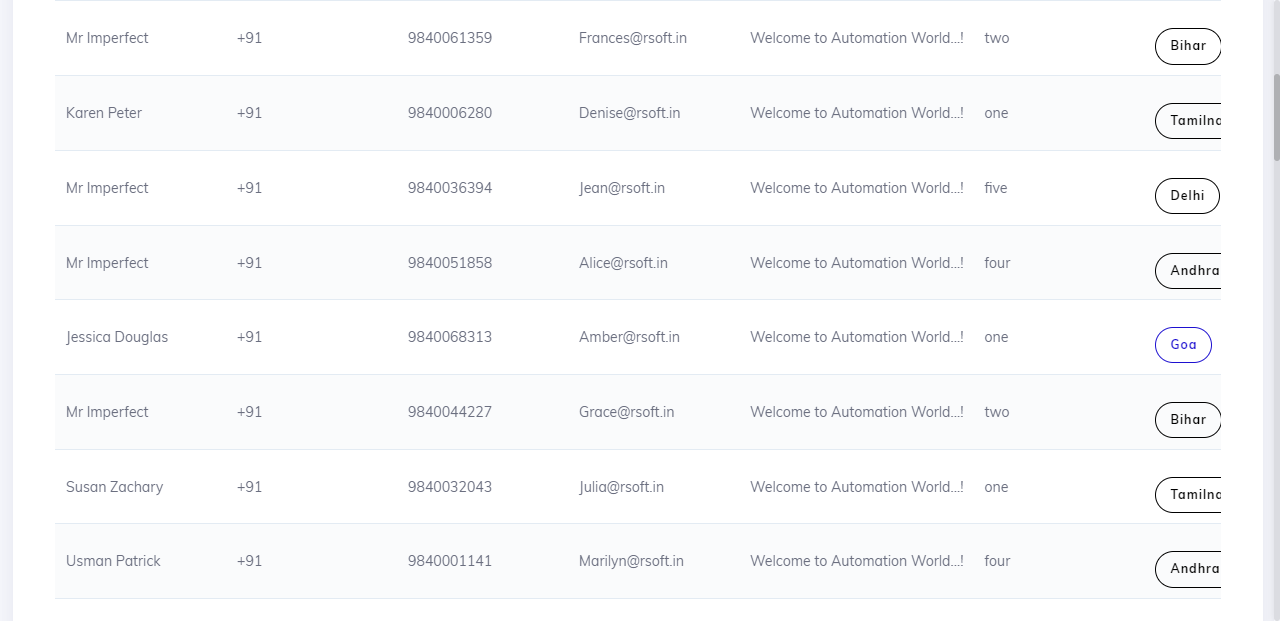 Mr Imperfect +91 9840061359 Frances@rsoft.in Welcome to Automation World...! two Bihar
Karen Peter +91 9840006280 Denise@rsoft.in Welcome to Automation World...! one
Mr Imperfect +91 9840036394 Jean@rsoft.in Welcome to Automation World...! five Delhi
Mr Imperfect +91 9840051858 Alice@rsoft.in Welcome to Automation World...! four Andhra
Jessica Douglas +91 9840068313 Amber@rsoft.in Welcome to Automation World...! one Goa
Mr Imperfect +91 9840044227 Grace@rsoft.in Welcome to Automation World...! two Bihar
Susan Zachary +91 9840032043 Julia@rsoft.in Welcome to Automation World...! one
Usman Patrick +91 9840001141 Marilyn@rsoft.in Welcome to Automation World...! four Andhra